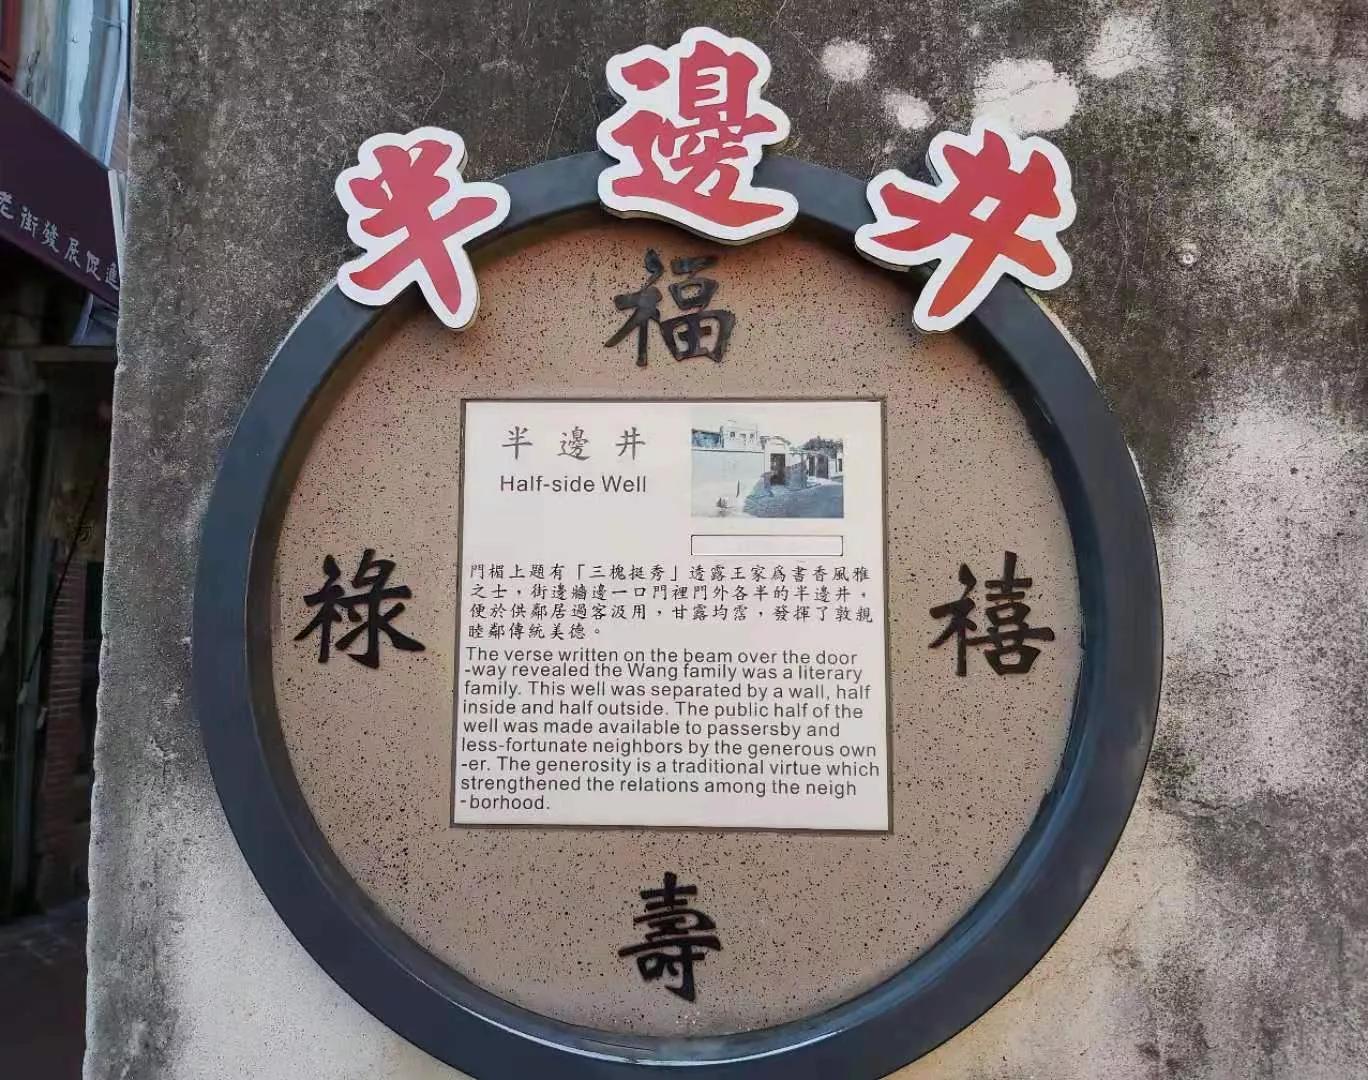 半邊井
老街發展促進
福
祿
禧
壽
半邊井
Half-side Well
門楣上題有「三槐挺秀」透露王家為書香風雅
之士，街邊牆邊一口門裡門外各半的半邊井，
便於供鄰居過客汲用，甘露均霑，發揮了敦親
睦鄰傳統美德。
The verse written on the beam over the door
-way revealed the Wang family was a literary
family. This well was separated by a wall, half
inside and half outside. The public half of the
well was made available to passersby and
less-fortunate neighbors by the generous own
-er. The generosity is a traditional virtue which
strengthened the relations among the neigh
-borhood.